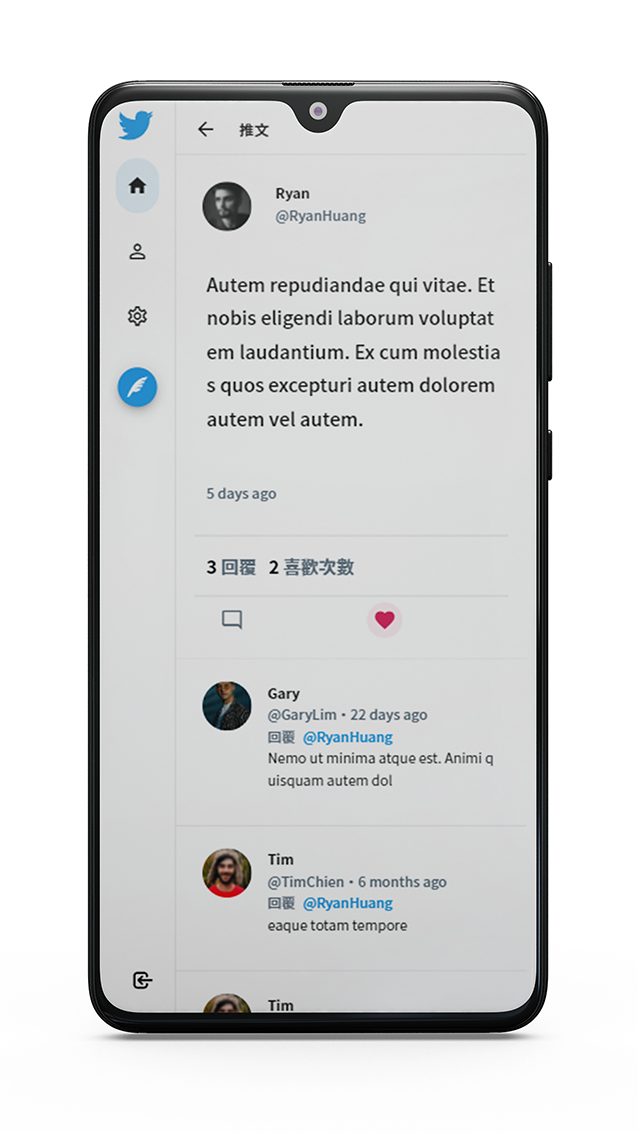 推文
Ryan
@RyanHuang
Autem repudiandae qui vitae. Et
nobis eligendi laborum voluptat
em laudantium. Ex cum molestia
s quos excepturi autem dolorem
autem vel autem.
5 days ago
3 回覆 2 喜歡次數
Gary
@GaryLim • 22 days ago
回覆 @RyanHuang
Nemo ut minima atque est. Animi q
uisquam autem dol
Tim
@TimChien • 6 months ago
回覆 @RyanHuang
eaque totam tempore
Tim